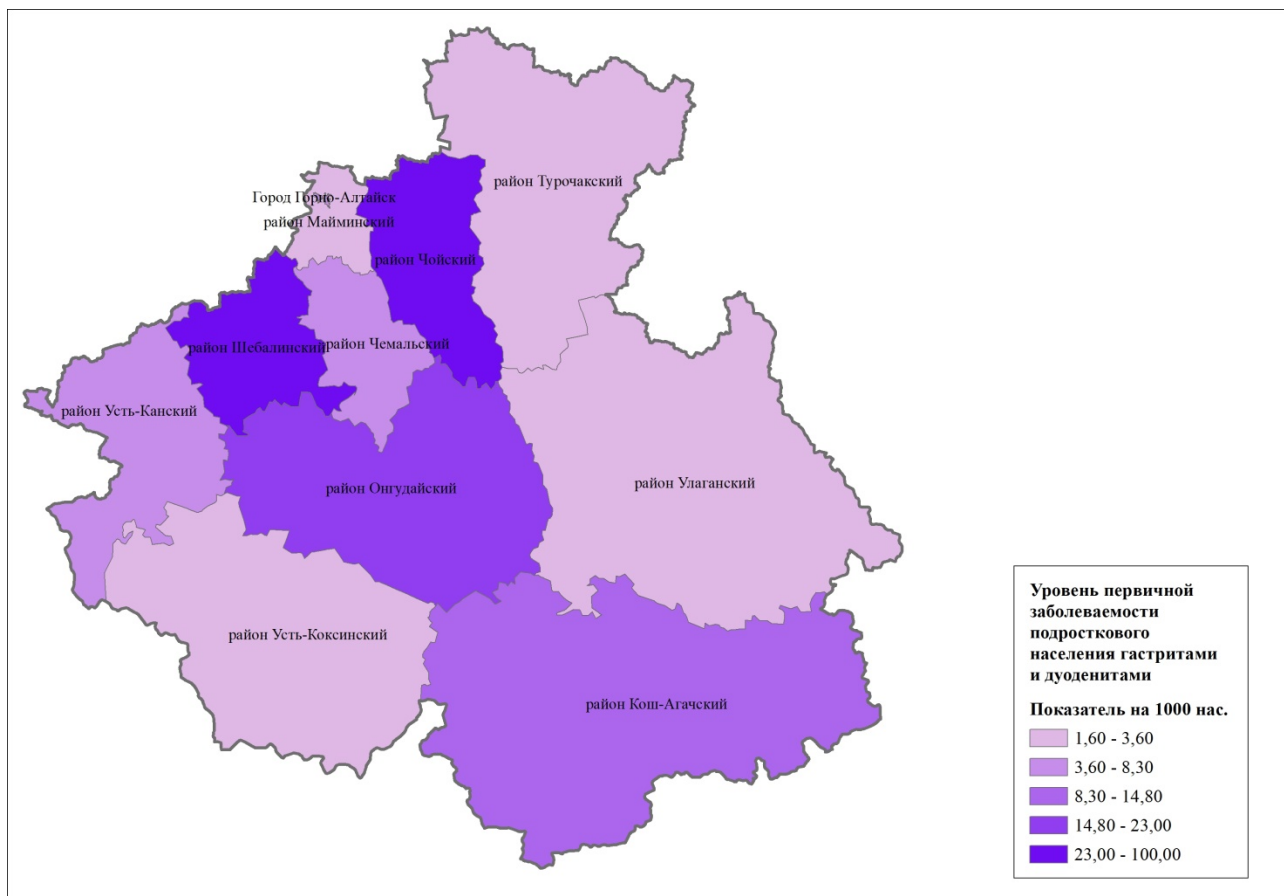 район Турочакский
Город Горно-Алтайск
район Майминский
район Чойский
район Шебалинский
район Чемальский
район Усть-Канский
район Онгудайский
район Улаганский
район Усть-Коксинский
район Кош-Агачский
Уровень первичной
заболеваемости
подросткового
населения гастритами
и дуоденитами
Показатель на 1000 нас.
1,60 - 3,60
3,60 - 8,30
8,30 - 14,80
14,80 - 23,00
23,00 - 100,00